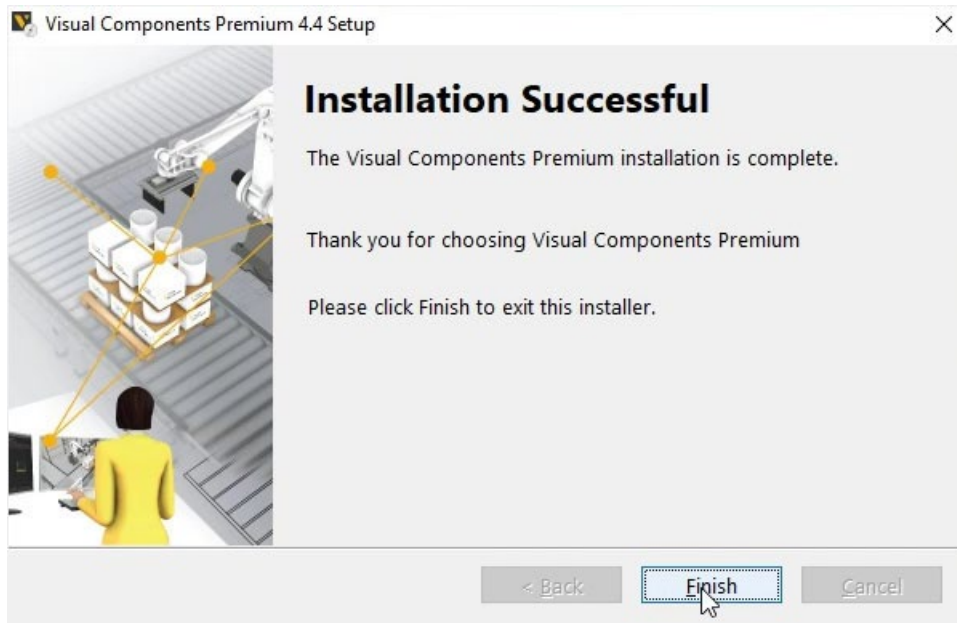 Visual Components Premium 4.4 Setup
Installation Successful
The Visual Components Premium installation is complete.
Thank you for choosing Visual Components Premium
Please click Finish to exit this installer.
< Back
Finish
Cancel